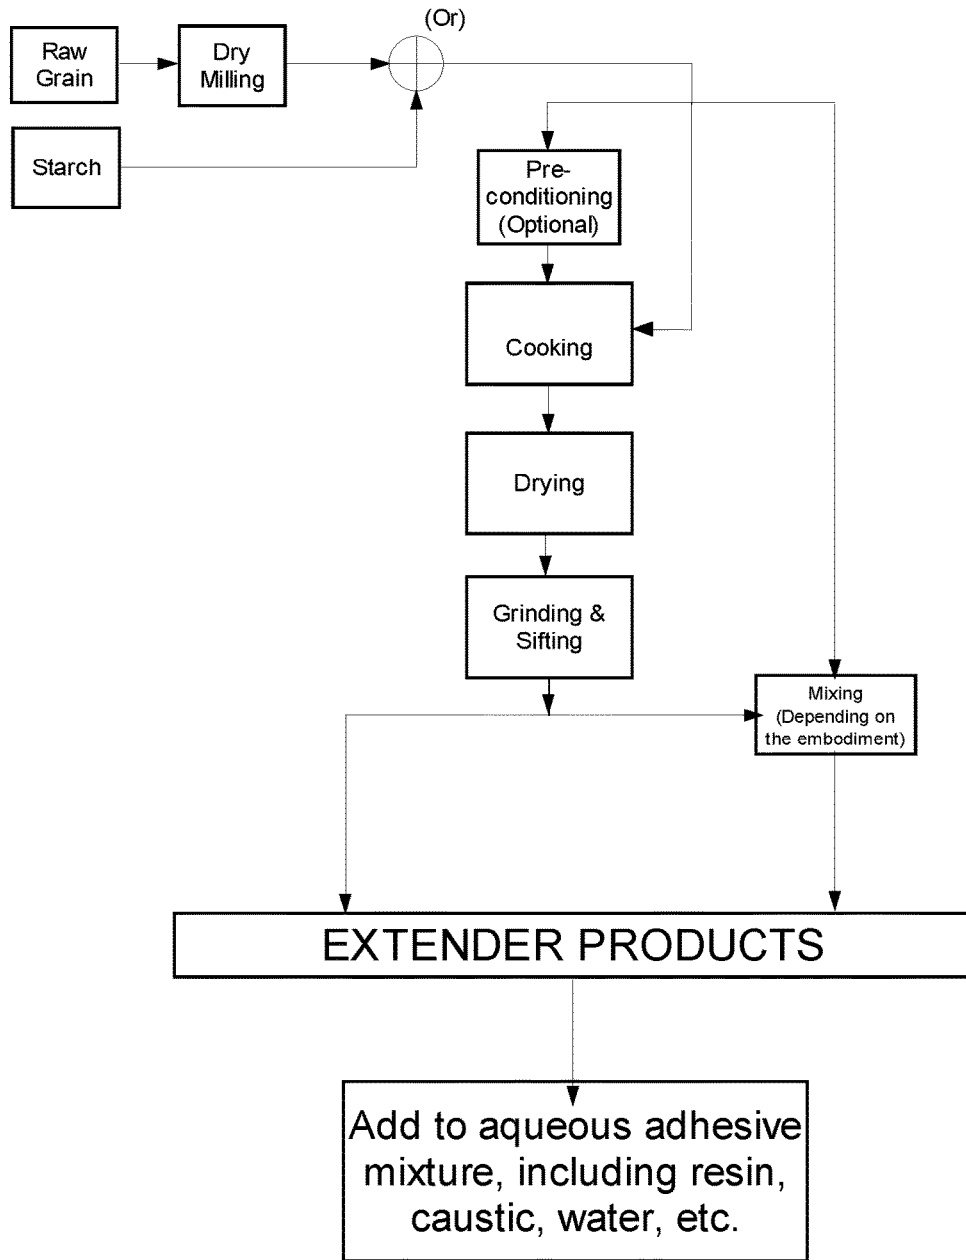 (Or)
Raw
Grain
Dry
Milling
Starch
Pre-
conditioning
(Optional)
Cooking
Drying
Grinding &
Sifting
Mixing
(Depending on
the embodiment)
EXTENDER PRODUCTS
Add to aqueous adhesive
mixture, including resin,
caustic, water, etc.